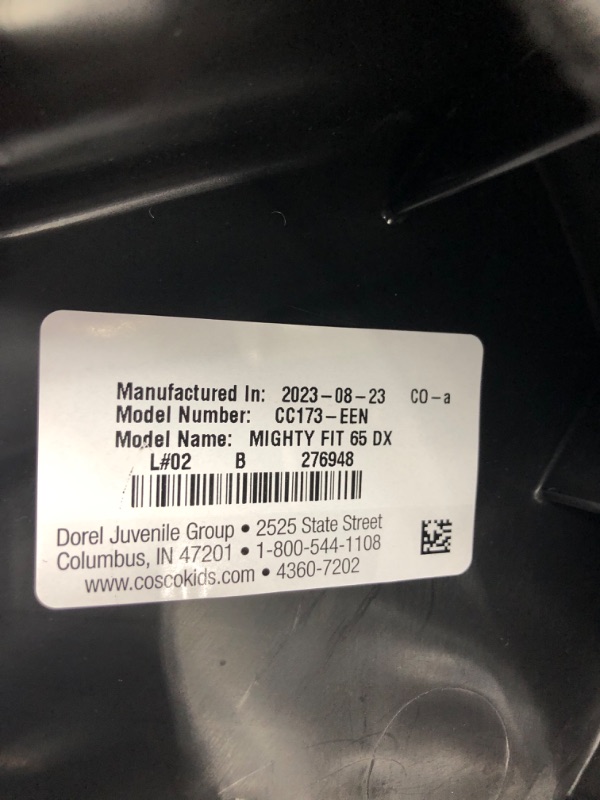 Manufactured In: 2023-08-23 CO-a
Model Number: CC173-EEN
Model Name: MIGHTY FIT 65 DX
L#02 B 276948
Dorel Juvenile Group • 2525 State Street
Columbus, IN 47201 • 1-800-544-1108
www.coscokids.com • 4360-7202